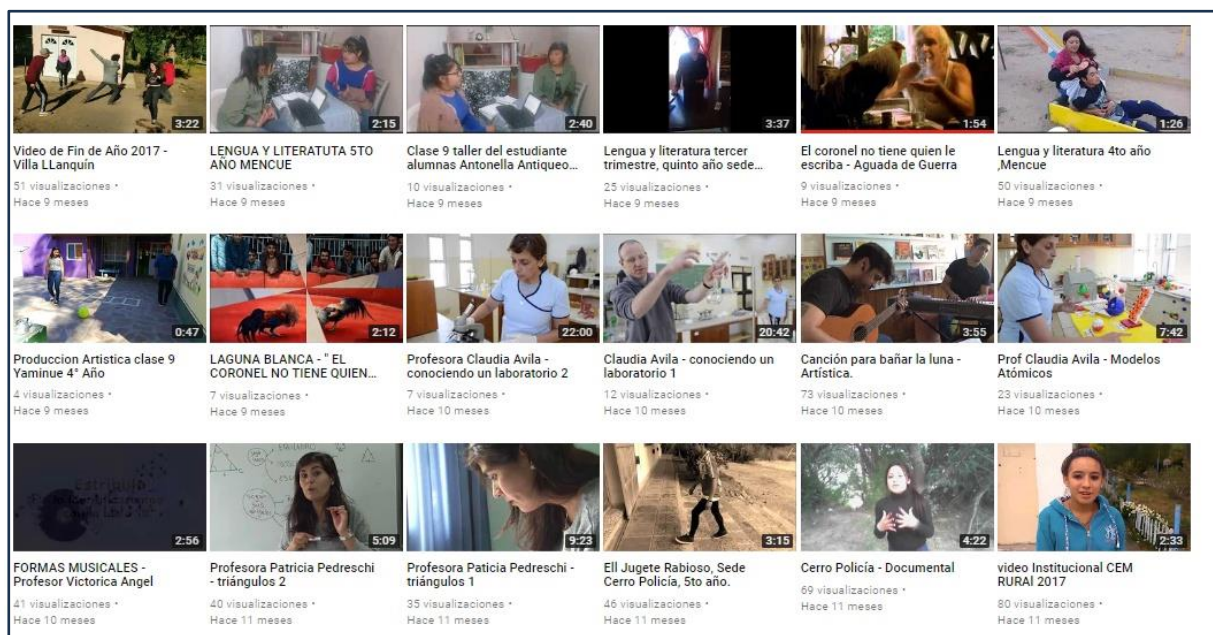 3:22
2:15
2:40
3:37
1:54
1:26
Video de Fin de Año 2017 -
Villa LLanquín
51 visualizaciones •
Hace 9 meses
LENGUA Y LITERATUTA 5TO
AÑO MENCUE
31 visualizaciones •
Hace 9 meses
Clase 9 taller del estudiante
alumnas Antonella Antiqueo...
10 visualizaciones •
Hace 9 meses
Lengua y literatura tercer
trimestre, quinto año sede...
25 visualizaciones •
Hace 9 meses
El coronel no tiene quien le
escriba - Aguada de Guerra
9 visualizaciones •
Hace 9 meses
Lengua y literatura 4to año
,Mencue
50 visualizaciones •
Hace 9 meses
0:47
2:12
22:00
20:42
3:55
7:42
Produccion Artistica clase 9
Yaminue 4° Año
4 visualizaciones •
Hace 9 meses
LAGUNA BLANCA - " EL
CORONEL NO TIENE QUIEN...
7 visualizaciones •
Hace 9 meses
Profesora Claudia Avila -
conociendo un laboratorio 2
7 visualizaciones •
Hace 10 meses
Claudia Avila - conociendo un
laboratorio 1
12 visualizaciones •
Hace 10 meses
Canción para bañar la luna -
Artística.
73 visualizaciones •
Hace 10 meses
Prof Claudia Avila - Modelos
Atómicos
23 visualizaciones •
Hace 10 meses
Estribillo
2:56
5:09
9:23
3:15
4:22
2:33
FORMAS MUSICALES -
Profesor Victorica Angel
41 visualizaciones •
Hace 10 meses
Profesora Patricia Pedreschi
- triángulos 2
40 visualizaciones •
Hace 11 meses
Profesora Paticia Pedreschi -
triángulos 1
35 visualizaciones •
Hace 11 meses
Ell Jugete Rabioso, Sede
Cerro Policía, 5to año.
46 visualizaciones •
Hace 11 meses
Cerro Policía - Documental
69 visualizaciones •
Hace 11 meses
video Institucional CEM
RURAl 2017
80 visualizaciones •
Hace 11 meses